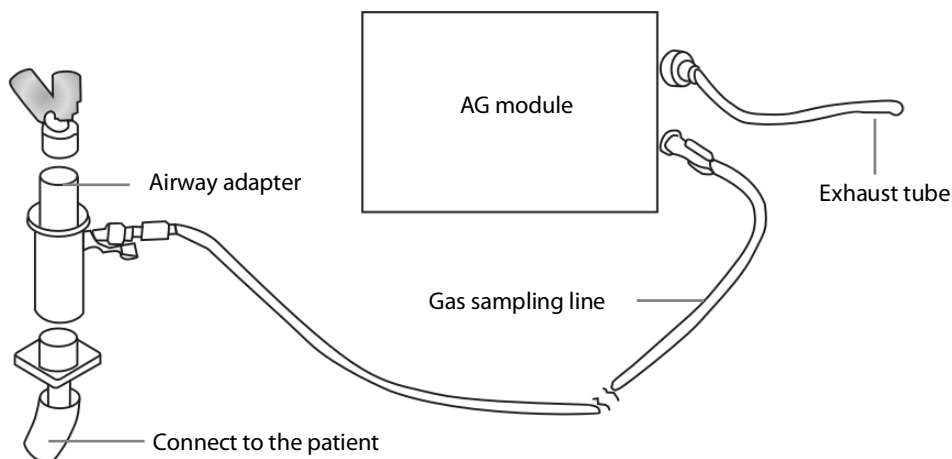 AG module
Airway adapter
Exhaust tube
Gas sampling line
Connect to the patient